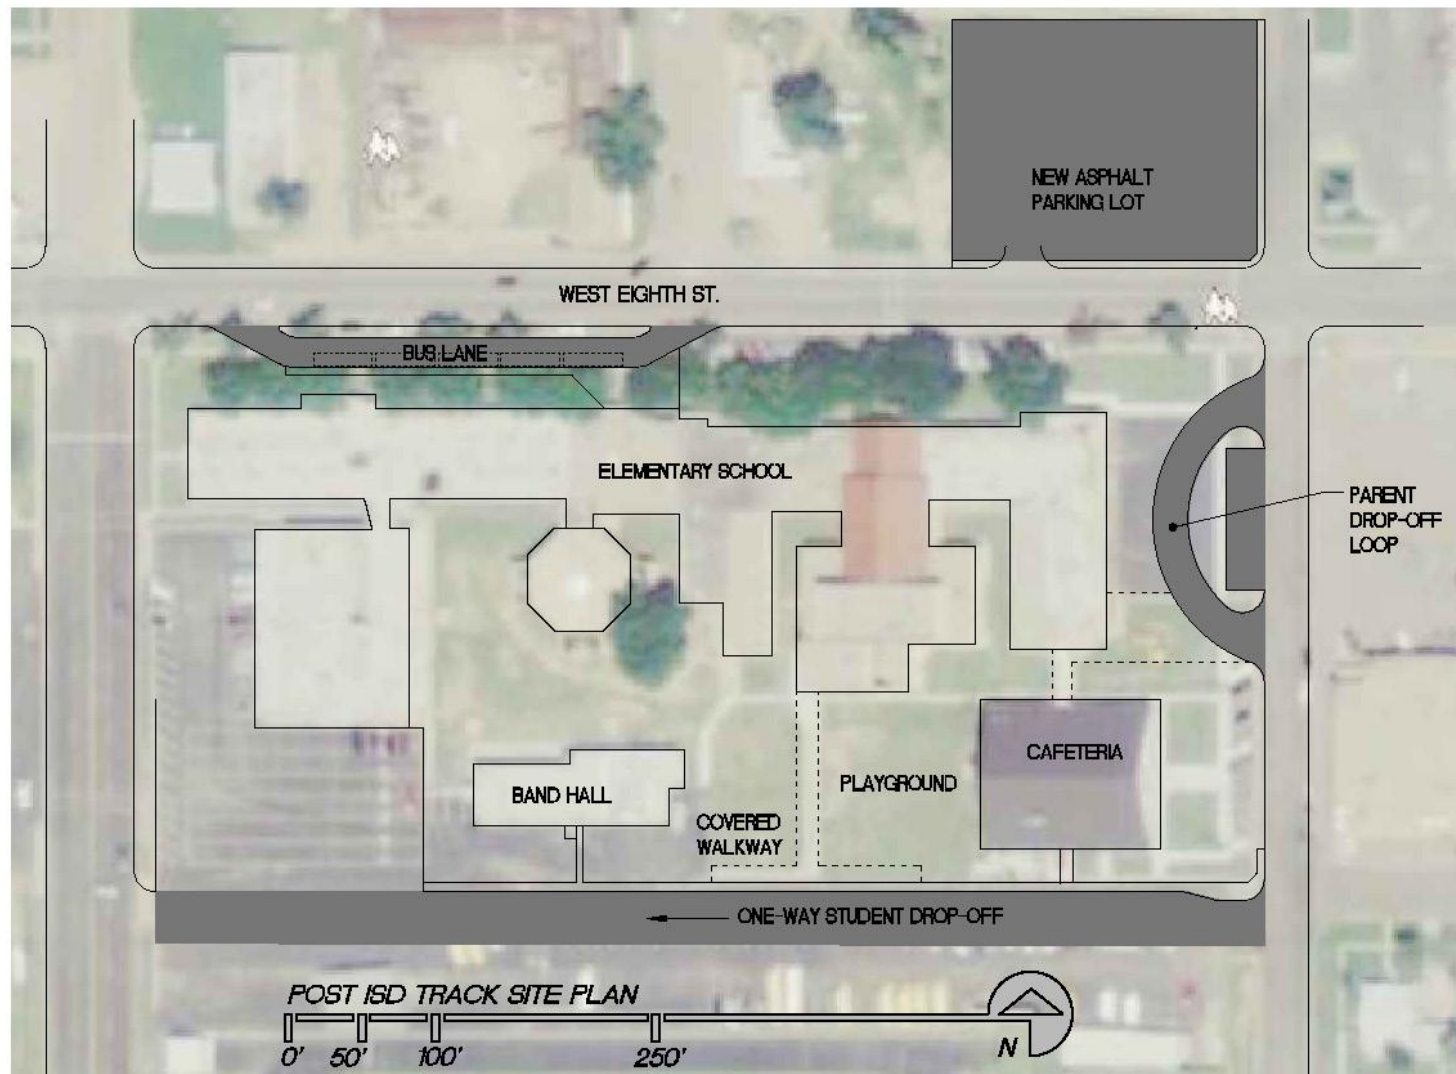 NEW ASPHALT
PARKING LOT
WEST EIGHTH ST.
BUS LANE
ELEMENTARY SCHOOL
PARENT
DROP-OFF
LOOP
CAFETERIA
PLAYGROUND
BAND HALL
COVERED
WALKWAY
ONE-WAY STUDENT DROP-OFF
POST ISD TRACK SITE PLAN
0' 50' 100' 250'
N